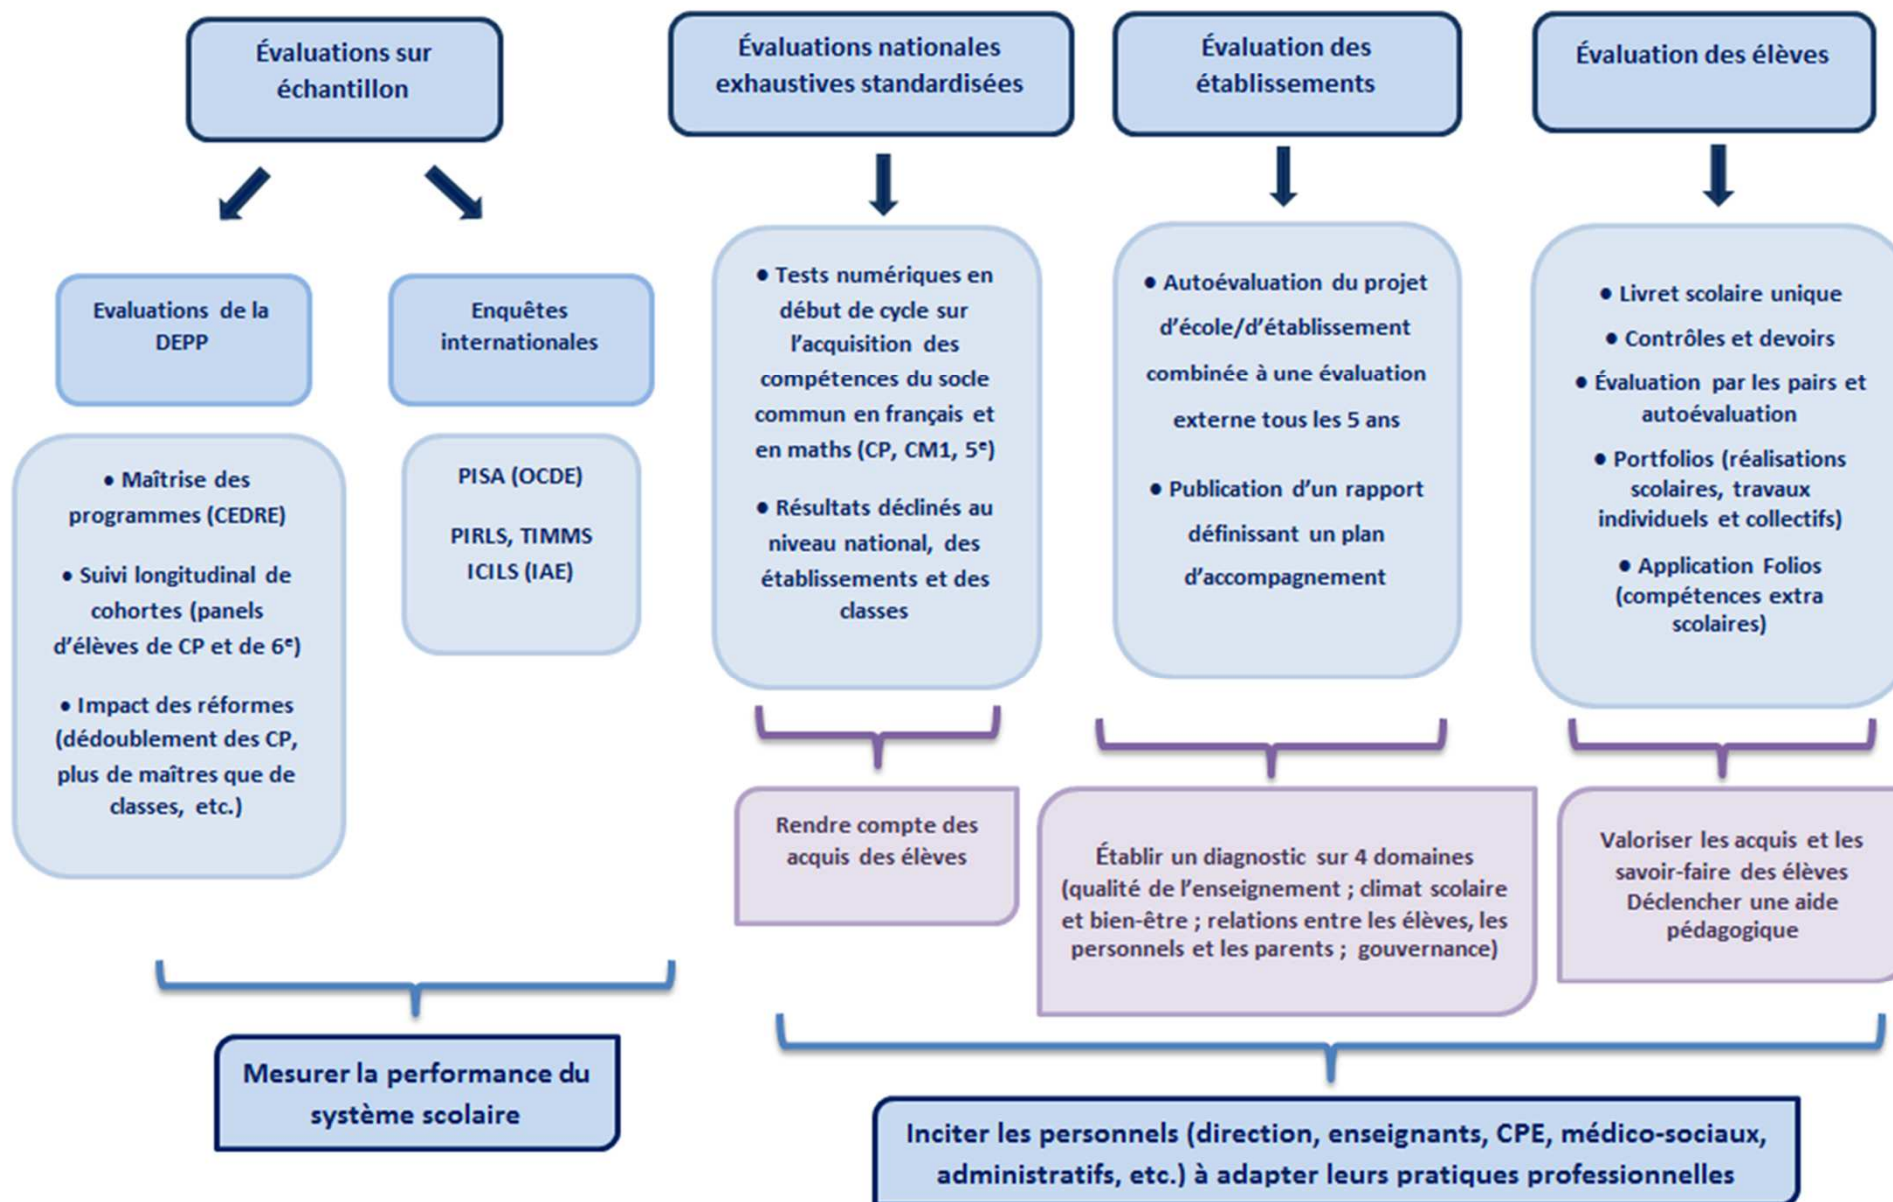 Évaluations sur
échantillon
Évaluations nationales
exhaustives standardisées
Évaluation des
établissements
Évaluation des élèves
Evaluations de la
DEPP
Enquêtes
internationales
● Maîtrise des
programmes (CEDRE)
● Suivi longitudinal de
cohortes (panels
d’élèves de CP et de 6ᵉ)
● Impact des réformes
(dédoublement des CP,
plus de maîtres que de
classes, etc.)
PISA (OCDE)
PIRLS, TIMMS
ICILS (IAE)
● Tests numériques en
début de cycle sur
l’acquisition des
compétences du socle
commun en français et
en maths (CP, CM1, 5ᵉ)
● Résultats déclinés au
niveau national, des
établissements et des
classes
● Autoévaluation du projet
d’école/d’établissement
combinée à une évaluation
externe tous les 5 ans
● Publication d’un rapport
définissant un plan
d’accompagnement
● Livret scolaire unique
● Contrôles et devoirs
● Évaluation par les pairs et
autoévaluation
● Portfolios (réalisations
scolaires, travaux
individuels et collectifs)
● Application Folios
(compétences extra
scolaires)
Rendre compte des
acquis des élèves
Établir un diagnostic sur 4 domaines
(qualité de l’enseignement ; climat scolaire
et bien-être ; relations entre les élèves, les
personnels et les parents ; gouvernance)
Valoriser les acquis et les
savoir-faire des élèves
Déclencher une aide
pédagogique
Mesurer la performance du
système scolaire
Inciter les personnels (direction, enseignants, CPE, médico-sociaux,
administratifs, etc.) à adapter leurs pratiques professionnelles